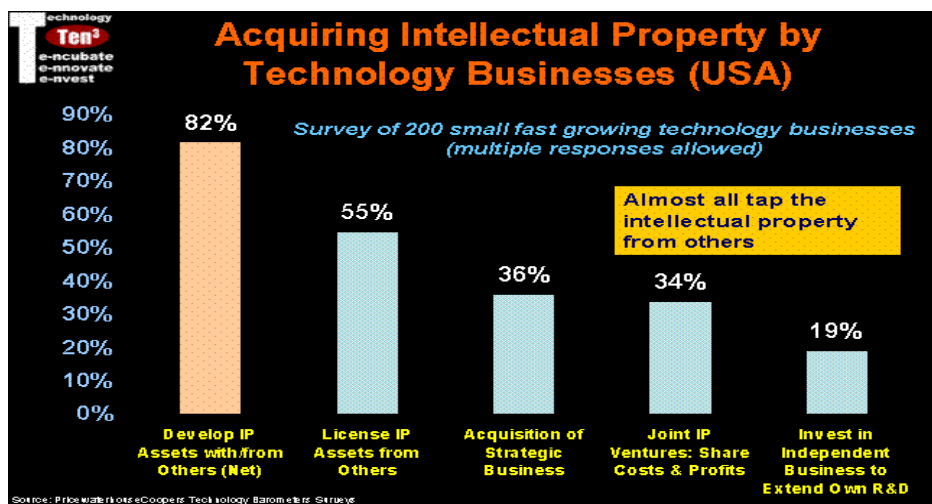 Technology
Ten³
e-ncubate
e-nnovate
e-nvest
Acquiring Intellectual Property by
Technology Businesses (USA)
Survey of 200 small fast growing technology businesses
(multiple responses allowed)
Almost all tap the
intellectual property
from others
90%
80%
70%
60%
50%
40%
30%
20%
10%
0%
82%
55%
36%
34%
19%
Develop IP
Assets with/from
Others (Net)
License IP
Assets from
Others
Acquisition of
Strategic
Business
Joint IP
Ventures: Share
Costs & Profits
Invest in
Independent
Business to
Extend Own R&D
Source: PricewaterhouseCoopers Technology Barometers Surveys